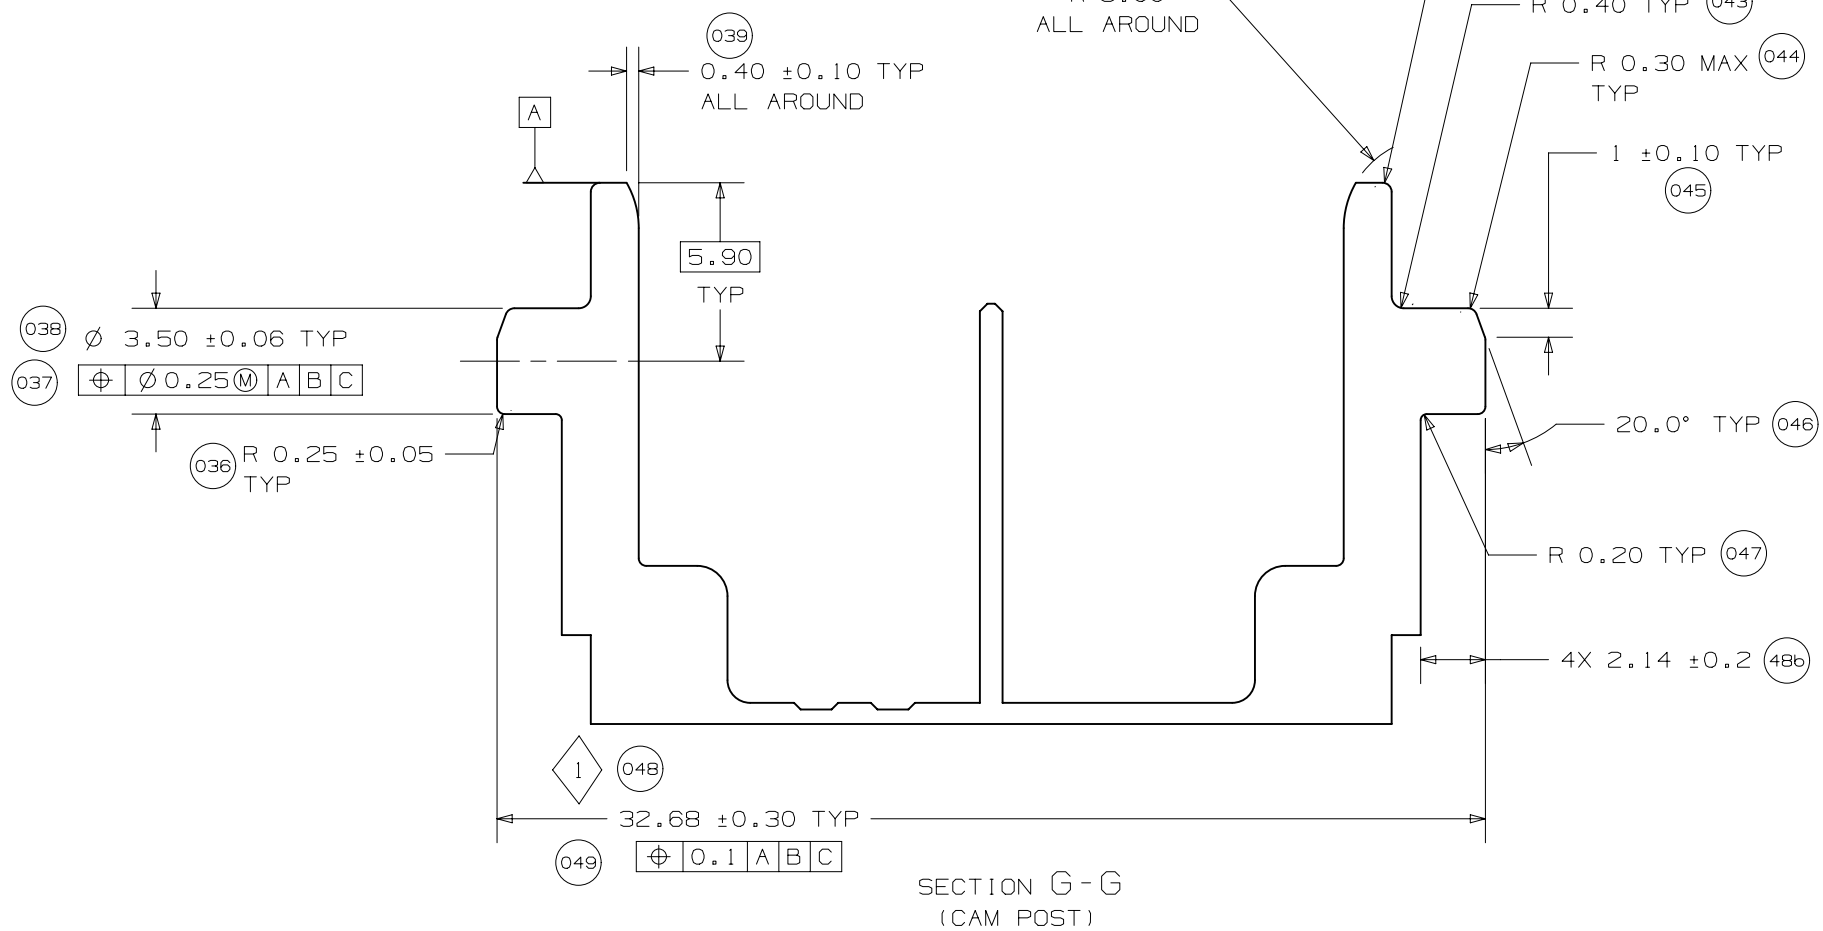 ALL AROUND
R 0.40 TYP 043
039
0.40 ±0.10 TYP
ALL AROUND
R 0.30 MAX 044
TYP
A
1 ±0.10 TYP
045
5.90
TYP
038 Ø 3.50 ±0.06 TYP
037 ⌖ Ø 0.25 Ⓜ A B C
036 R 0.25 ±0.05
TYP
20.0° TYP 046
R 0.20 TYP 047
4X 2.14 ±0.2 48b
1 048
32.68 ±0.30 TYP
049 ⌖ 0.1 A B C
SECTION G-G
(CAM POST)